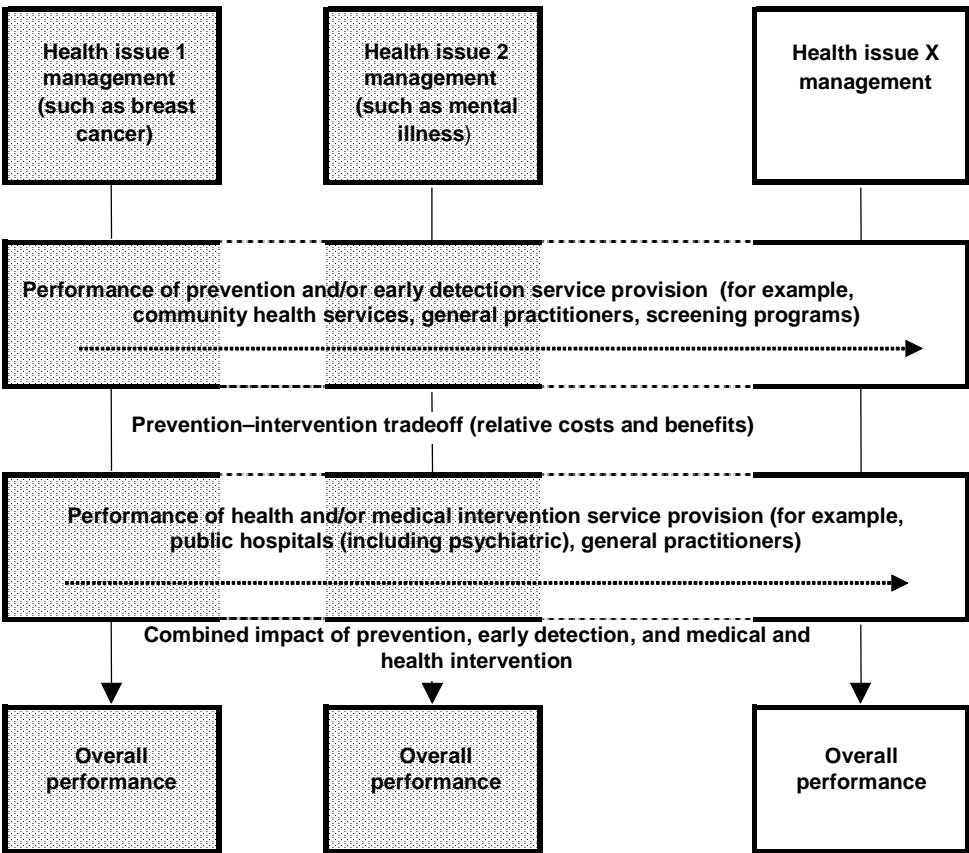 Health issue 1
management
(such as breast
cancer)
Health issue 2
management
(such as mental
illness)
Health issue X
management
Performance of prevention and/or early detection service provision (for example,
community health services, general practitioners, screening programs)
Prevention–intervention tradeoff (relative costs and benefits)
Performance of health and/or medical intervention service provision (for example,
public hospitals (including psychiatric), general practitioners)
Combined impact of prevention, early detection, and medical and
health intervention
Overall
performance
Overall
performance
Overall
performance